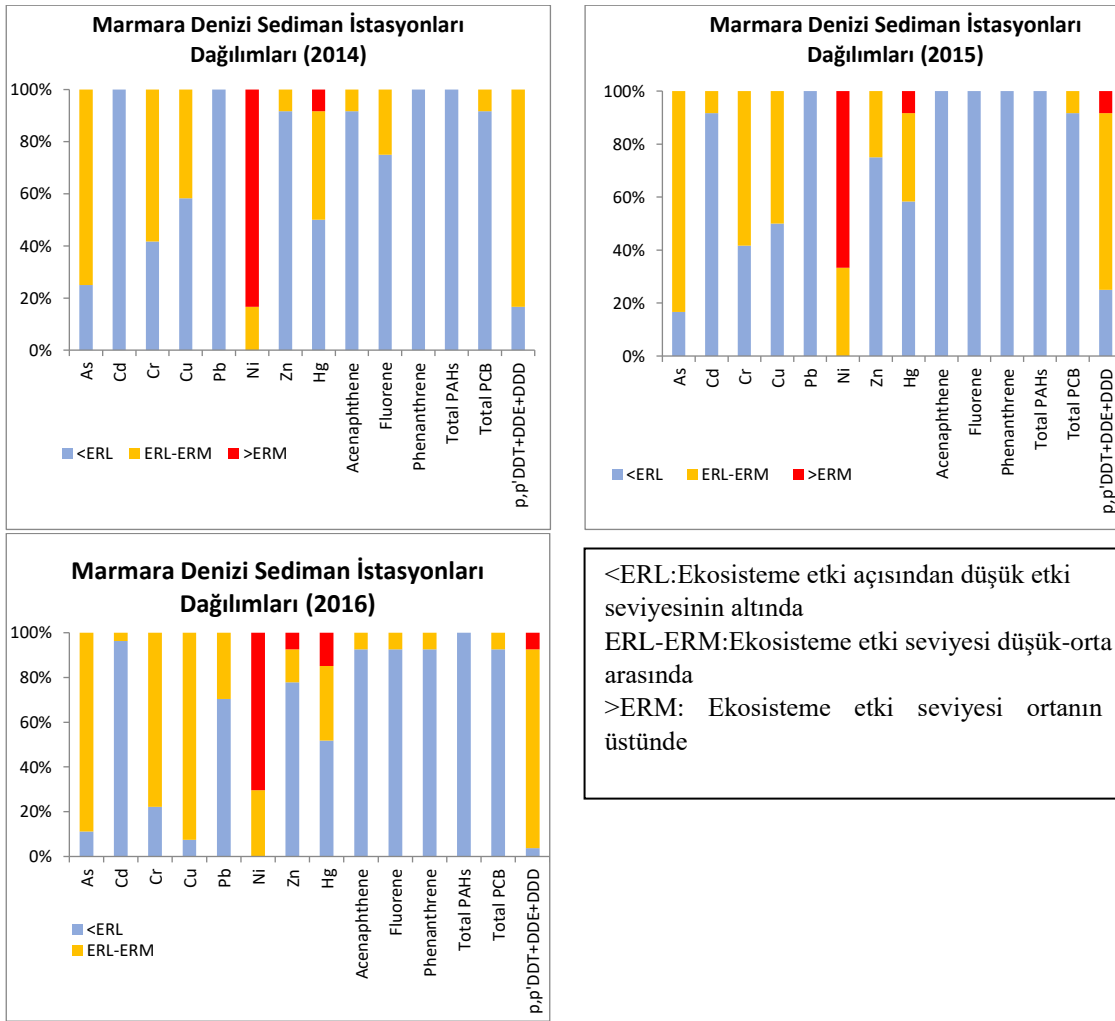 Marmara Denizi Sediman İstasyonları
Dağılımları (2014)
100%
80%
60%
40%
20%
0%
As
Cd
Cr
Cu
Pb
Ni
Zn
Hg
Acenaphthene
Fluorene
Phenanthrene
Total PAHs
Total PCB
p,p'DDT+DDE+DDD
<ERL ERL-ERM >ERM
Marmara Denizi Sediman İstasyonları
Dağılımları (2015)
100%
80%
60%
40%
20%
0%
As
Cd
Cr
Cu
Pb
Ni
Zn
Hg
Acenaphthene
Fluorene
Phenanthrene
Total PAHs
Total PCB
p,p'DDT+DDE+DDD
<ERL ERL-ERM >ERM
Marmara Denizi Sediman İstasyonları
Dağılımları (2016)
100%
80%
60%
40%
20%
0%
As
Cd
Cr
Cu
Pb
Ni
Zn
Hg
Acenaphthene
Fluorene
Phenanthrene
Total PAHs
Total PCB
p,p'DDT+DDE+DDD
<ERL
ERL-ERM
<ERL:Ekosisteme etki açısından düşük etki
seviyesinin altında
ERL-ERM:Ekosisteme etki seviyesi düşük-orta
arasında
>ERM: Ekosisteme etki seviyesi ortanın
üstünde